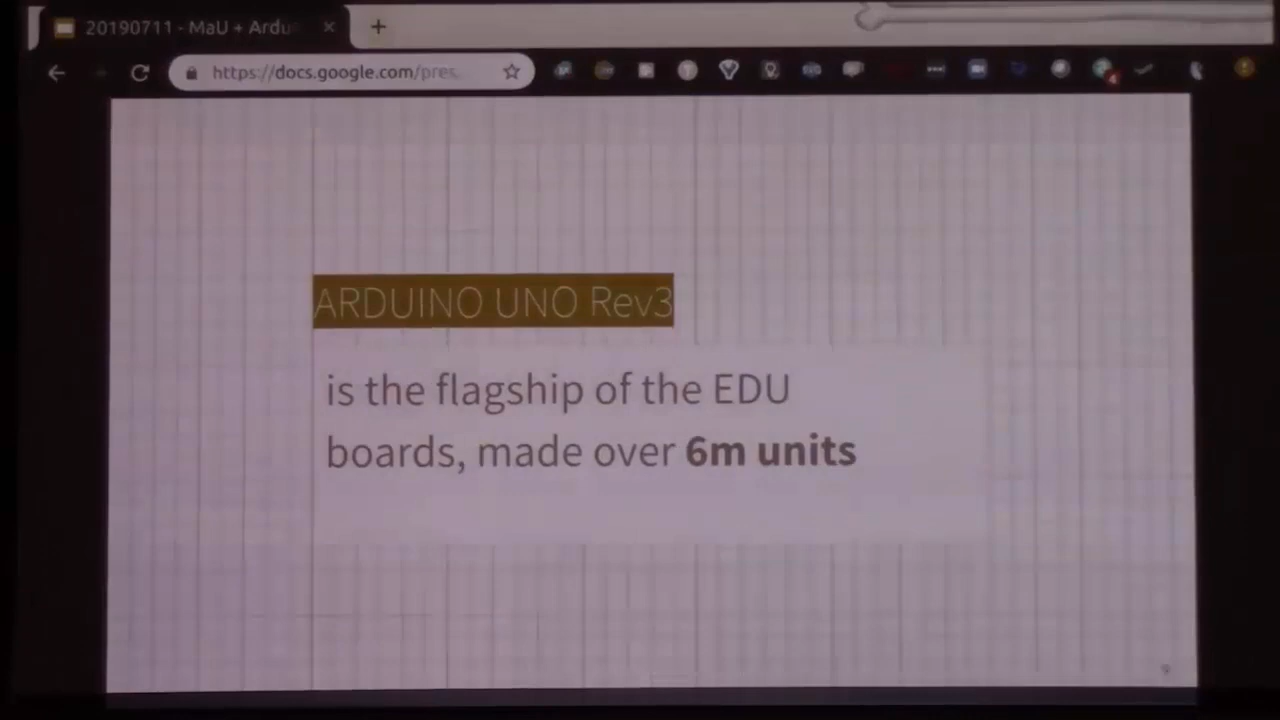 20190711 - MaU + Ardu
https://docs.google.com/pres
ARDUINO UNO Rev3
is the flagship of the EDU
boards, made over 6m units
9